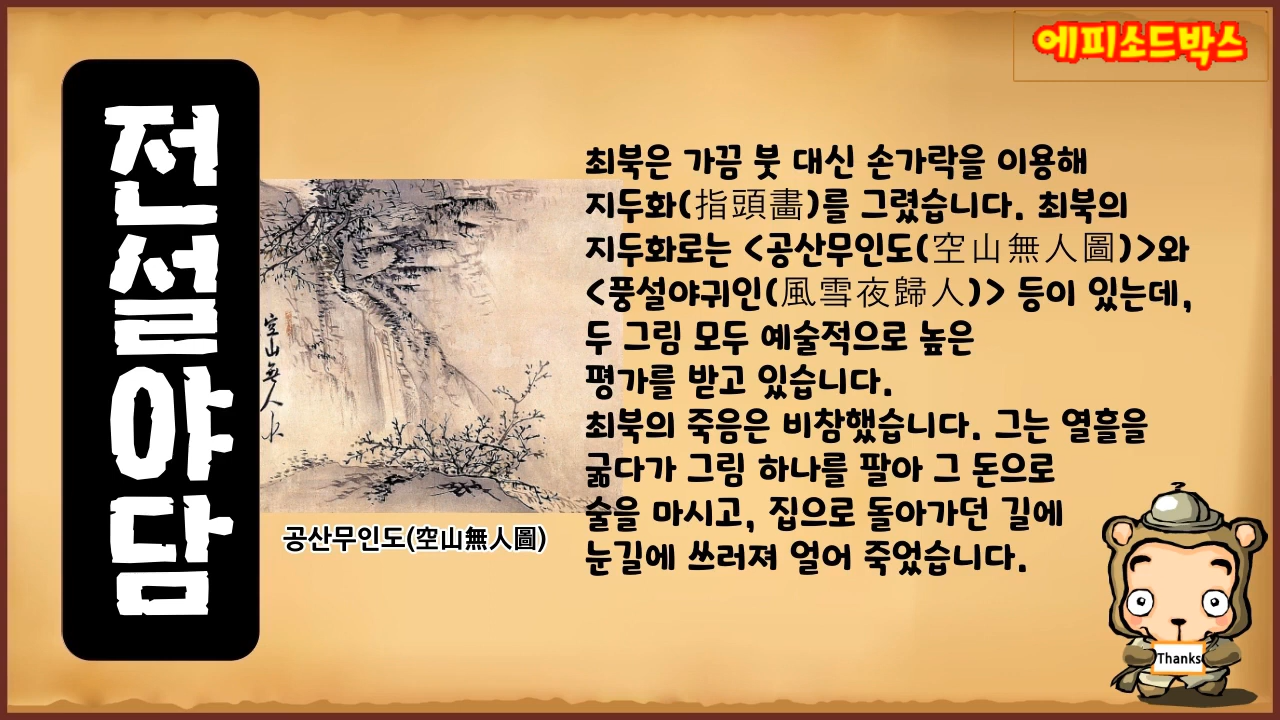 에피소드박스
전설야담
최북은 가끔 붓 대신 손가락을 이용해
지두화(指頭畵)를 그렸습니다. 최북의
지두화로는 <공산무인도(空山無人圖)>와
<풍설야귀인(風雪夜歸人)> 등이 있는데,
두 그림 모두 예술적으로 높은
평가를 받고 있습니다.
최북의 죽음은 비참했습니다. 그는 열흘을
굶다가 그림 하나를 팔아 그 돈으로
술을 마시고, 집으로 돌아가던 길에
눈길에 쓰러져 얼어 죽었습니다.
空山無人水
공산무인도(空山無人圖)
Thanks